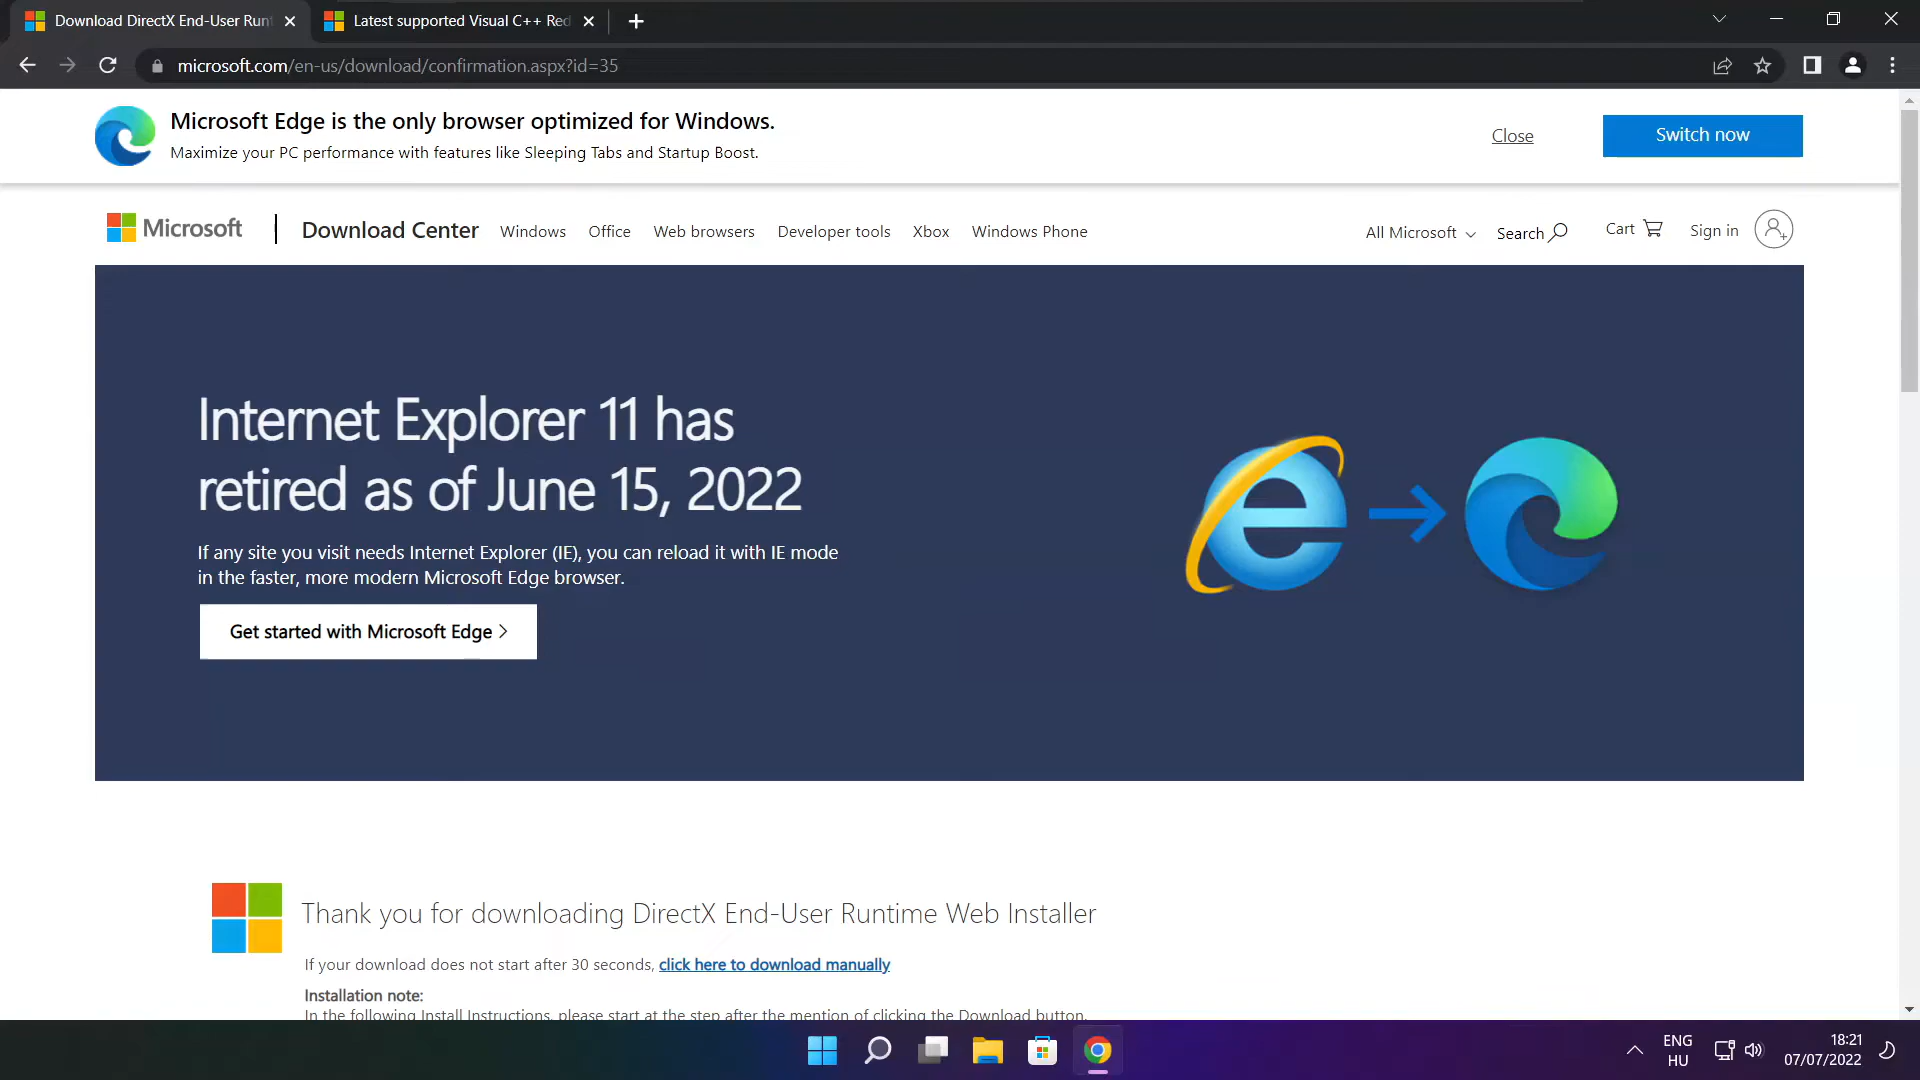 Download DirectX End-User Runt
Latest supported Visual C++ Red
microsoft.com/en-us/download/confirmation.aspx?id=35
Microsoft Edge is the only browser optimized for Windows.
Maximize your PC performance with features like Sleeping Tabs and Startup Boost.
Close
Switch now
Microsoft
Download Center
Windows
Office
Web browsers
Developer tools
Xbox
Windows Phone
All Microsoft
Search
Cart
Sign in
Internet Explorer 11 has
retired as of June 15, 2022
If any site you visit needs Internet Explorer (IE), you can reload it with IE mode
in the faster, more modern Microsoft Edge browser.
Get started with Microsoft Edge >
Thank you for downloading DirectX End-User Runtime Web Installer
If your download does not start after 30 seconds, click here to download manually
Installation note:
In the following Install Instructions, please start at the step after the mention of clicking the Download button.
ENG
HU
18:21
07/07/2022